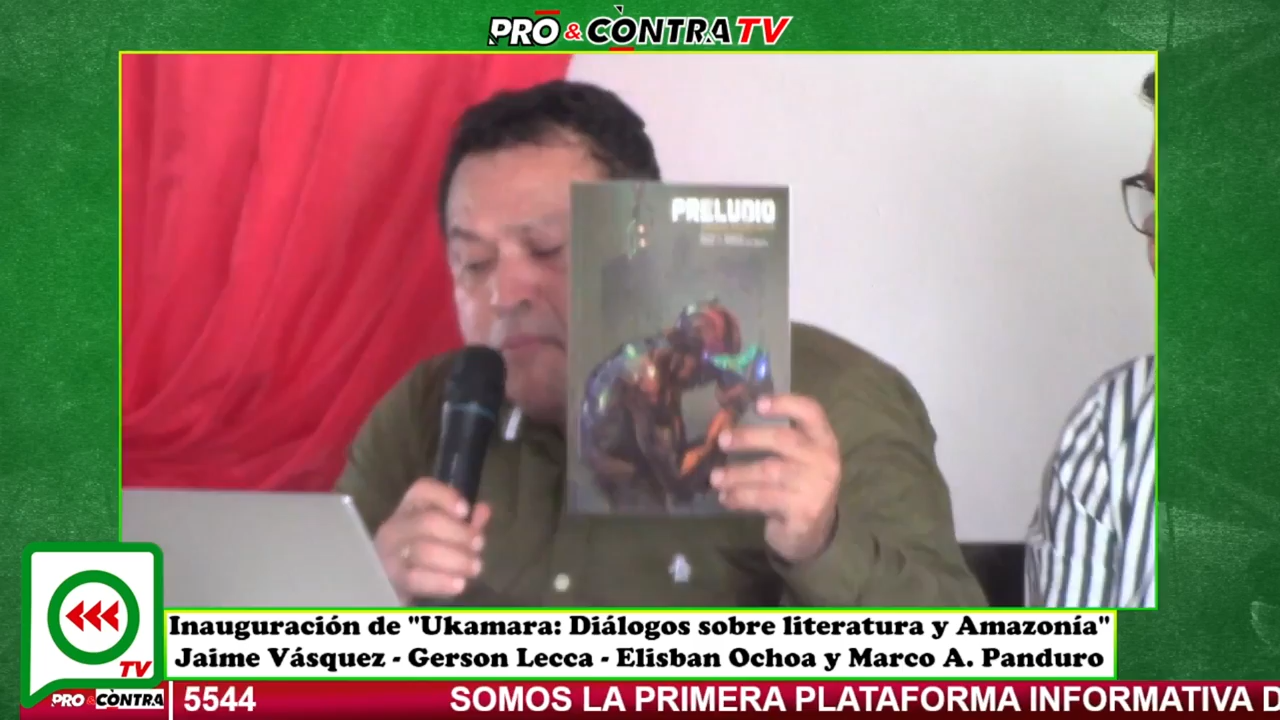 PRO & CONTRA TV
PRELUDIO
Inauguración de "Ukamara: Diálogos sobre literatura y Amazonía"
Jaime Vásquez - Gerson Lecca - Elisban Ochoa y Marco A. Panduro
TV
PRO & CONTRA
5544
SOMOS LA PRIMERA PLATAFORMA INFORMATIVA D